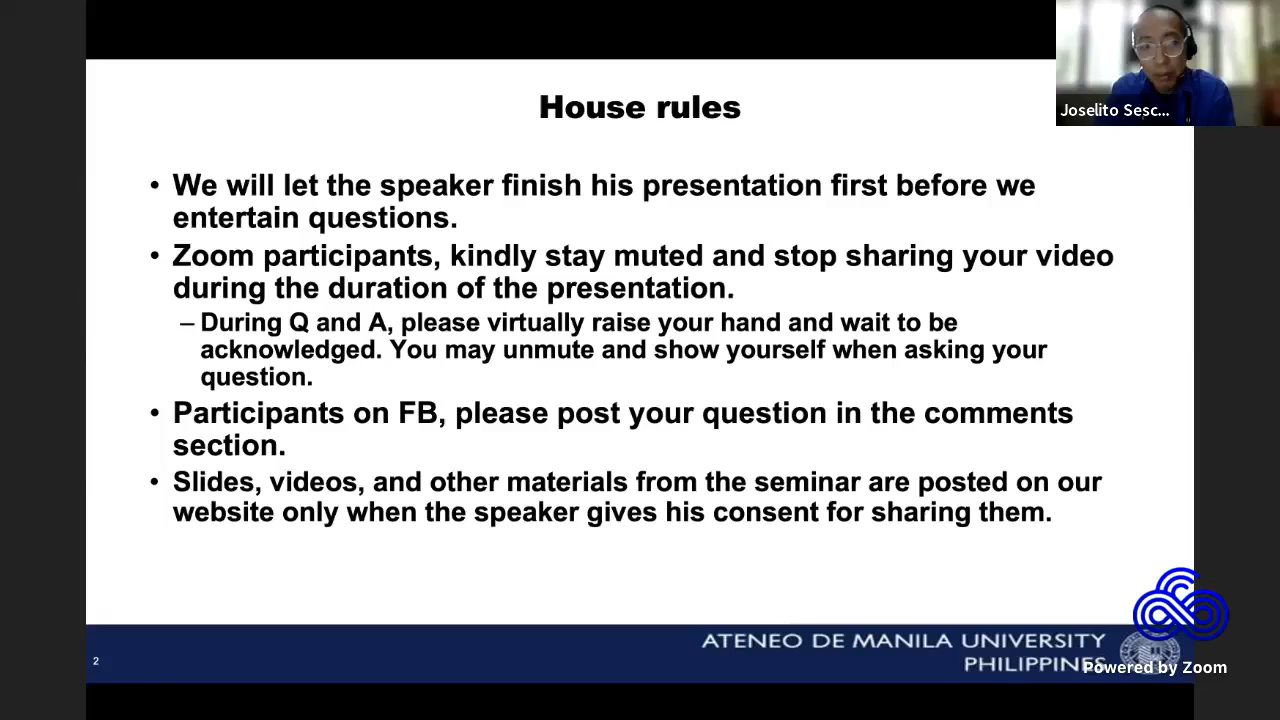 House rules
Joselito Sesc...
• We will let the speaker finish his presentation first before we
entertain questions.
• Zoom participants, kindly stay muted and stop sharing your video
during the duration of the presentation.
– During Q and A, please virtually raise your hand and wait to be
acknowledged. You may unmute and show yourself when asking your
question.
• Participants on FB, please post your question in the comments
section.
• Slides, videos, and other materials from the seminar are posted on our
website only when the speaker gives his consent for sharing them.
2
ATENEO DE MANILA UNIVERSITY
PHILIPPINES
Powered by Zoom